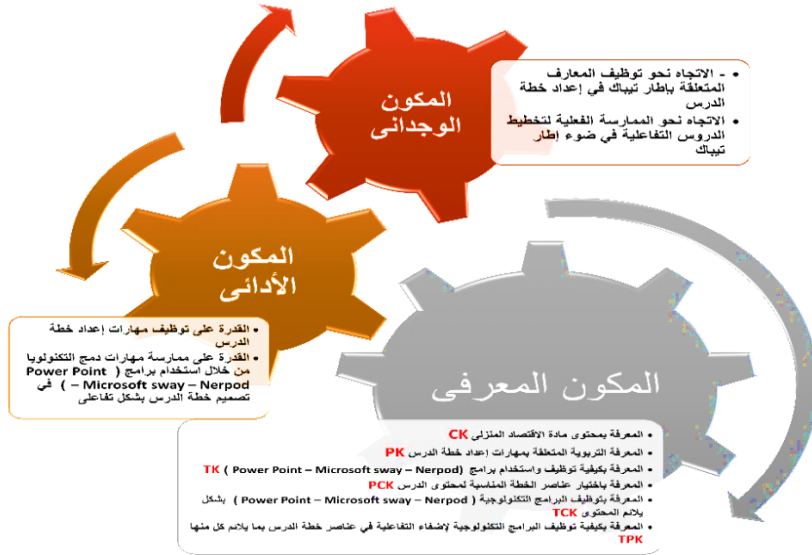 المكون
الوجدانى
• - الاتجاه نحو توظيف المعارف
المتعلقة بإطار تيباك في إعداد خطة
الدرس
• الاتجاه نحو الممارسة الفعلية لتخطيط
الدروس التفاعلية في ضوء إطار
تيباك
المكون
الأدائى
• القدرة على توظيف مهارات إعداد خطة
الدرس
• القدرة على ممارسة مهارات دمج التكنولويا
من خلال استخدام برامج ( Power Point
– Microsoft sway – Nerpod ) في
تصميم خطة الدرس بشكل تفاعلى
المكون المعرفى
• المعرفة بمحتوى مادة الاقتصاد المنزلى CK
• المعرفة التربوية المتعلقة بمهارات إعداد خطة الدرس PK
• المعرفة بكيفية توظيف واستخدام برامج (Power Point – Microsoft sway – Nerpod ) TK
• المعرفة باختيار عناصر الخطة المناسبة لمحتوى الدرس PCK
• المعرفة بتوظيف البرامج التكنولوجية ( Power Point – Microsoft sway – Nerpod ) بشكل
يلائم المحتوى TCK
• المعرفة بكيفية توظيف البرامج التكنولوجية لإضفاء التفاعلية في عناصر خطة الدرس بما يلائم كل منها
TPK